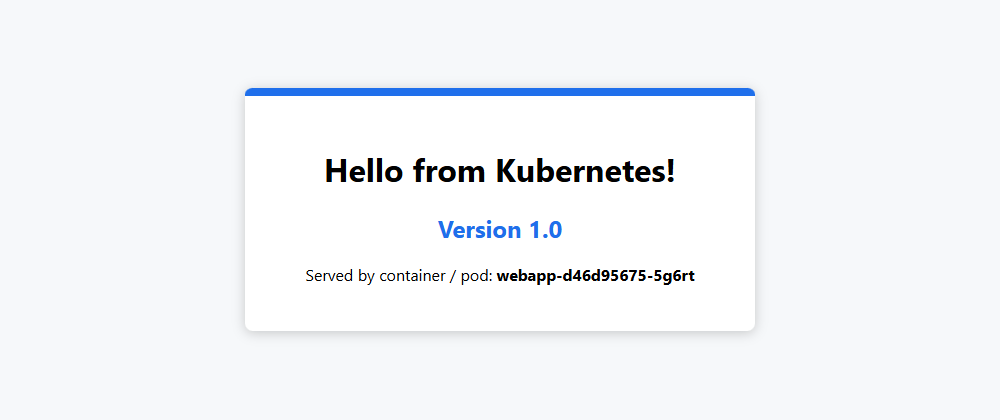 Hello from Kubernetes!
Version 1.0
Served by container / pod: webapp-d46d95675-5g6rt